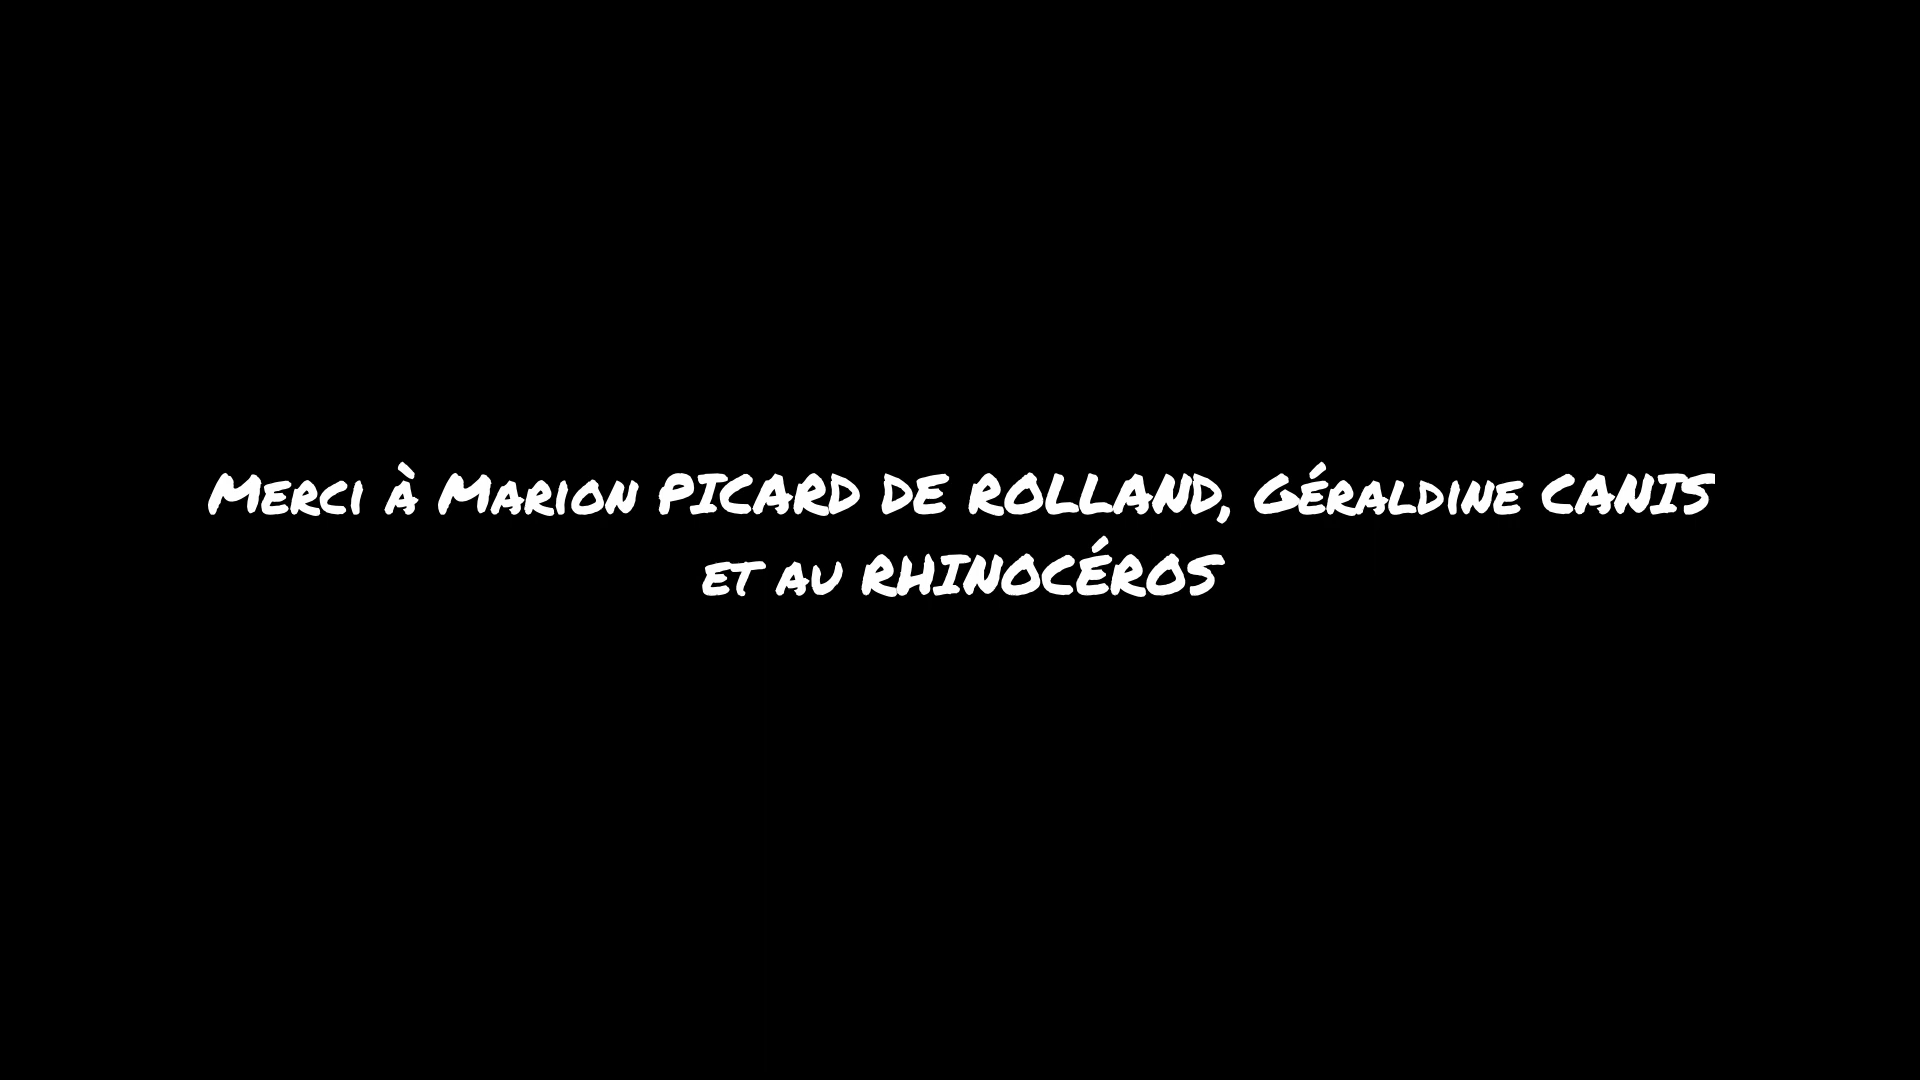 Merci à Marion PICARD DE ROLLAND, Géraldine CANIS
et au RHINOCÉROS